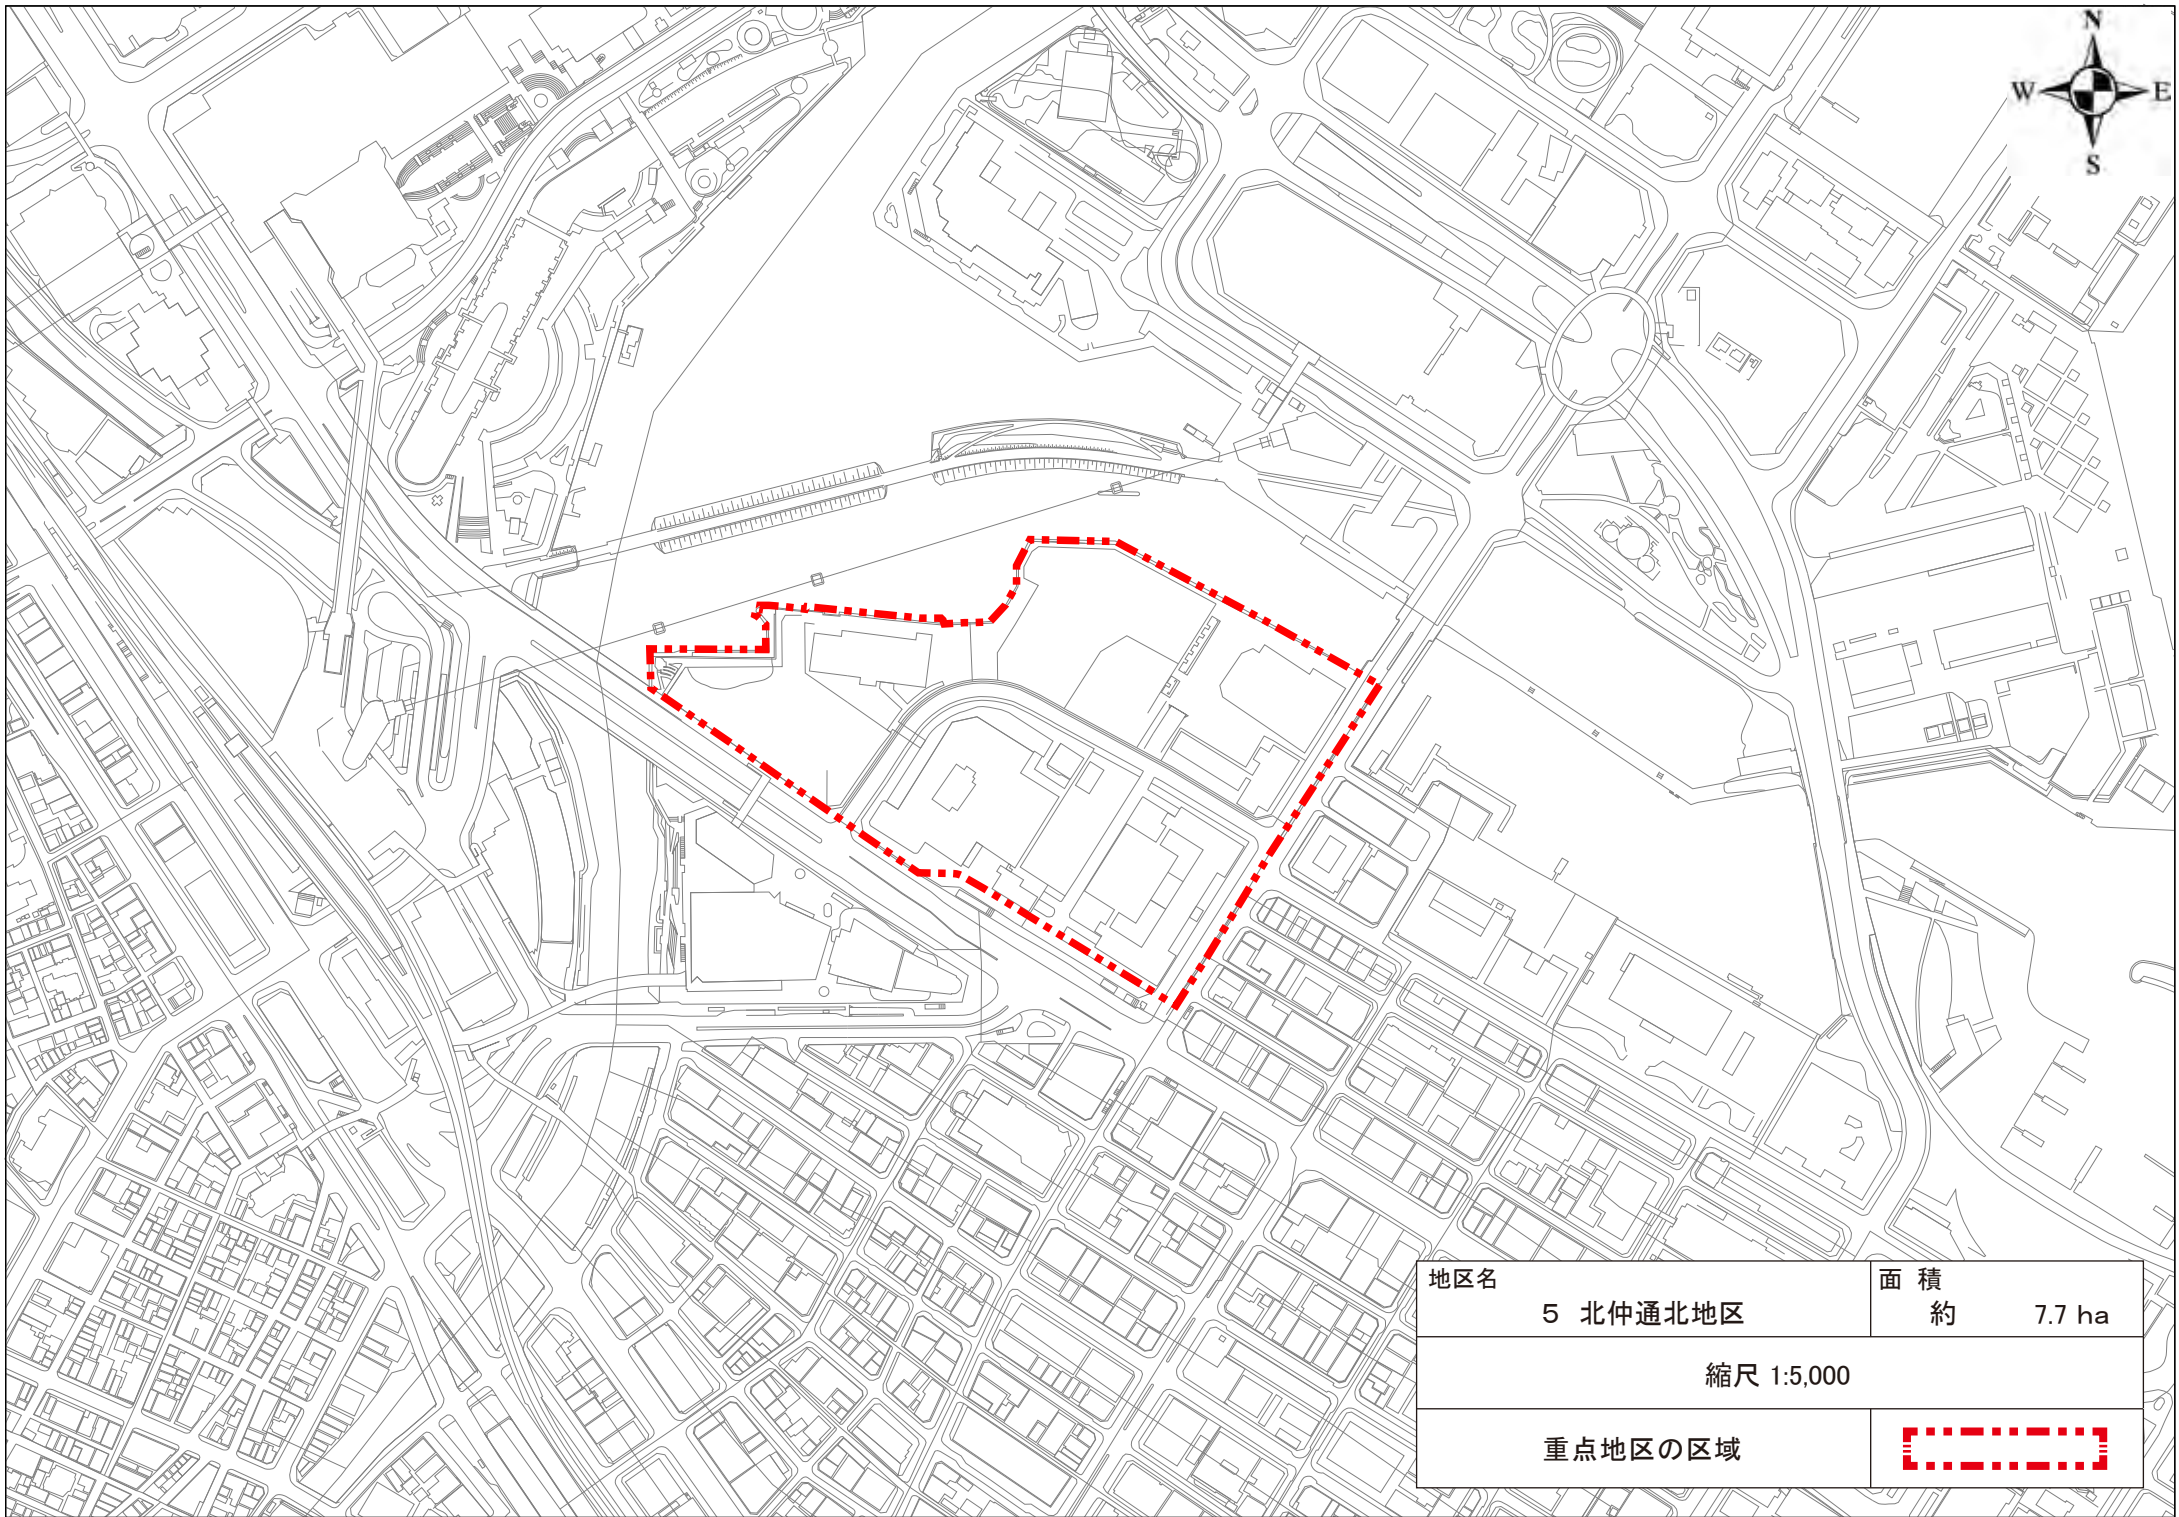 N
W E
S
地区名
5 北仲通北地区
面 積
約 7.7 ha
縮尺 1:5,000
重点地区の区域